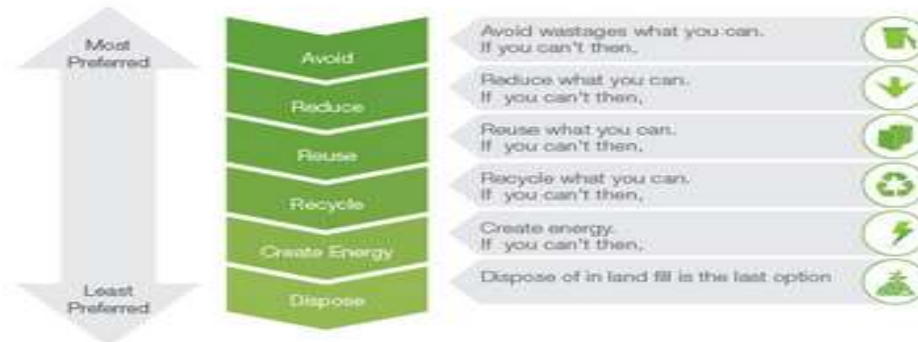 Most
Preferred
Avoid
Avoid wastages what you can.
If you can't then,
Reduce
Reduce what you can.
If you can't then,
Reuse
Reuse what you can.
If you can't then,
Recycle
Recycle what you can.
If you can't then,
Create Energy
Create energy.
If you can't then,
Dispose
Dispose of in land fill is the last option
Least
Preferred